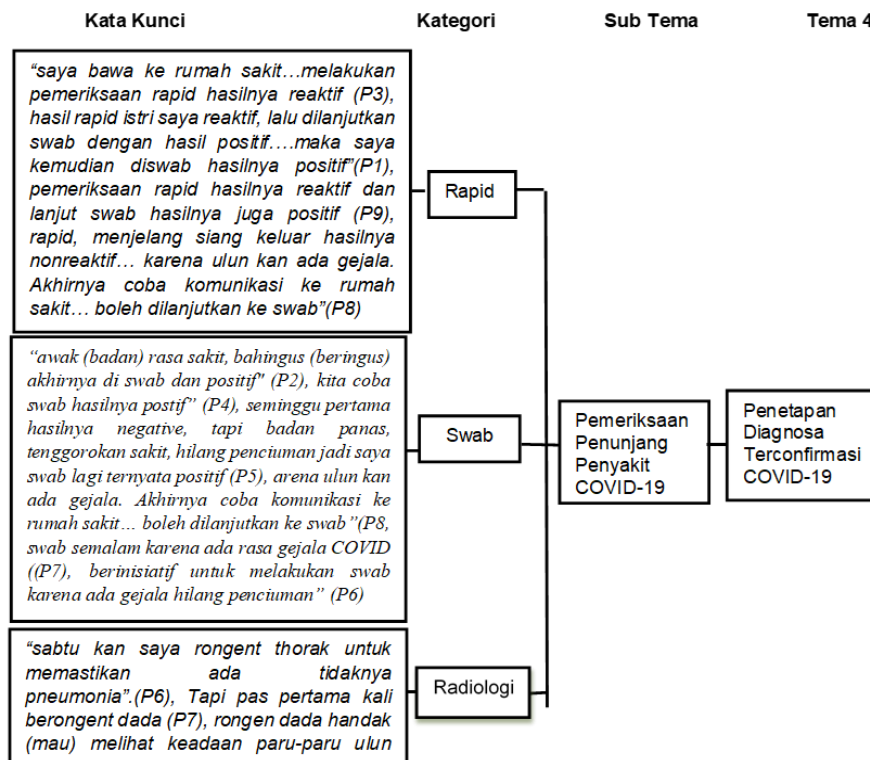 Kata Kunci Kategori Sub Tema Tema 4
“saya bawa ke rumah sakit…melakukan
pemeriksaan rapid hasilnya reaktif (P3),
hasil rapid istri saya reaktif, lalu dilanjutkan
swab dengan hasil positif….maka saya
kemudian diswab hasilnya positif”(P1),
pemeriksaan rapid hasilnya reaktif dan
lanjut swab hasilnya juga positif (P9),
rapid, menjelang siang keluar hasilnya
nonreaktif… karena ulun kan ada gejala.
Akhirnya coba komunikasi ke rumah
sakit… boleh dilanjutkan ke swab”(P8)
Rapid
“awak (badan) rasa sakit, bahingus (beringus)
akhirnya di swab dan positif" (P2), kita coba
swab hasilnya postif” (P4), seminggu pertama
hasilnya negative, tapi badan panas,
tenggorokan sakit, hilang penciuman jadi saya
swab lagi ternyata positif (P5), arena ulun kan
ada gejala. Akhirnya coba komunikasi ke
rumah sakit… boleh dilanjutkan ke swab”(P8,
swab semalam karena ada rasa gejala COVID
((P7), berinisiatif untuk melakukan swab
karena ada gejala hilang penciuman” (P6)
Swab
Pemeriksaan
Penunjang
Penyakit
COVID-19
Penetapan
Diagnosa
Terconfirmasi
COVID-19
“sabtu kan saya rongent thorak untuk
memastikan ada tidaknya
pneumonia”.(P6), Tapi pas pertama kali
berongent dada (P7), rongen dada handak
(mau) melihat keadaan paru-paru ulun
Radiologi